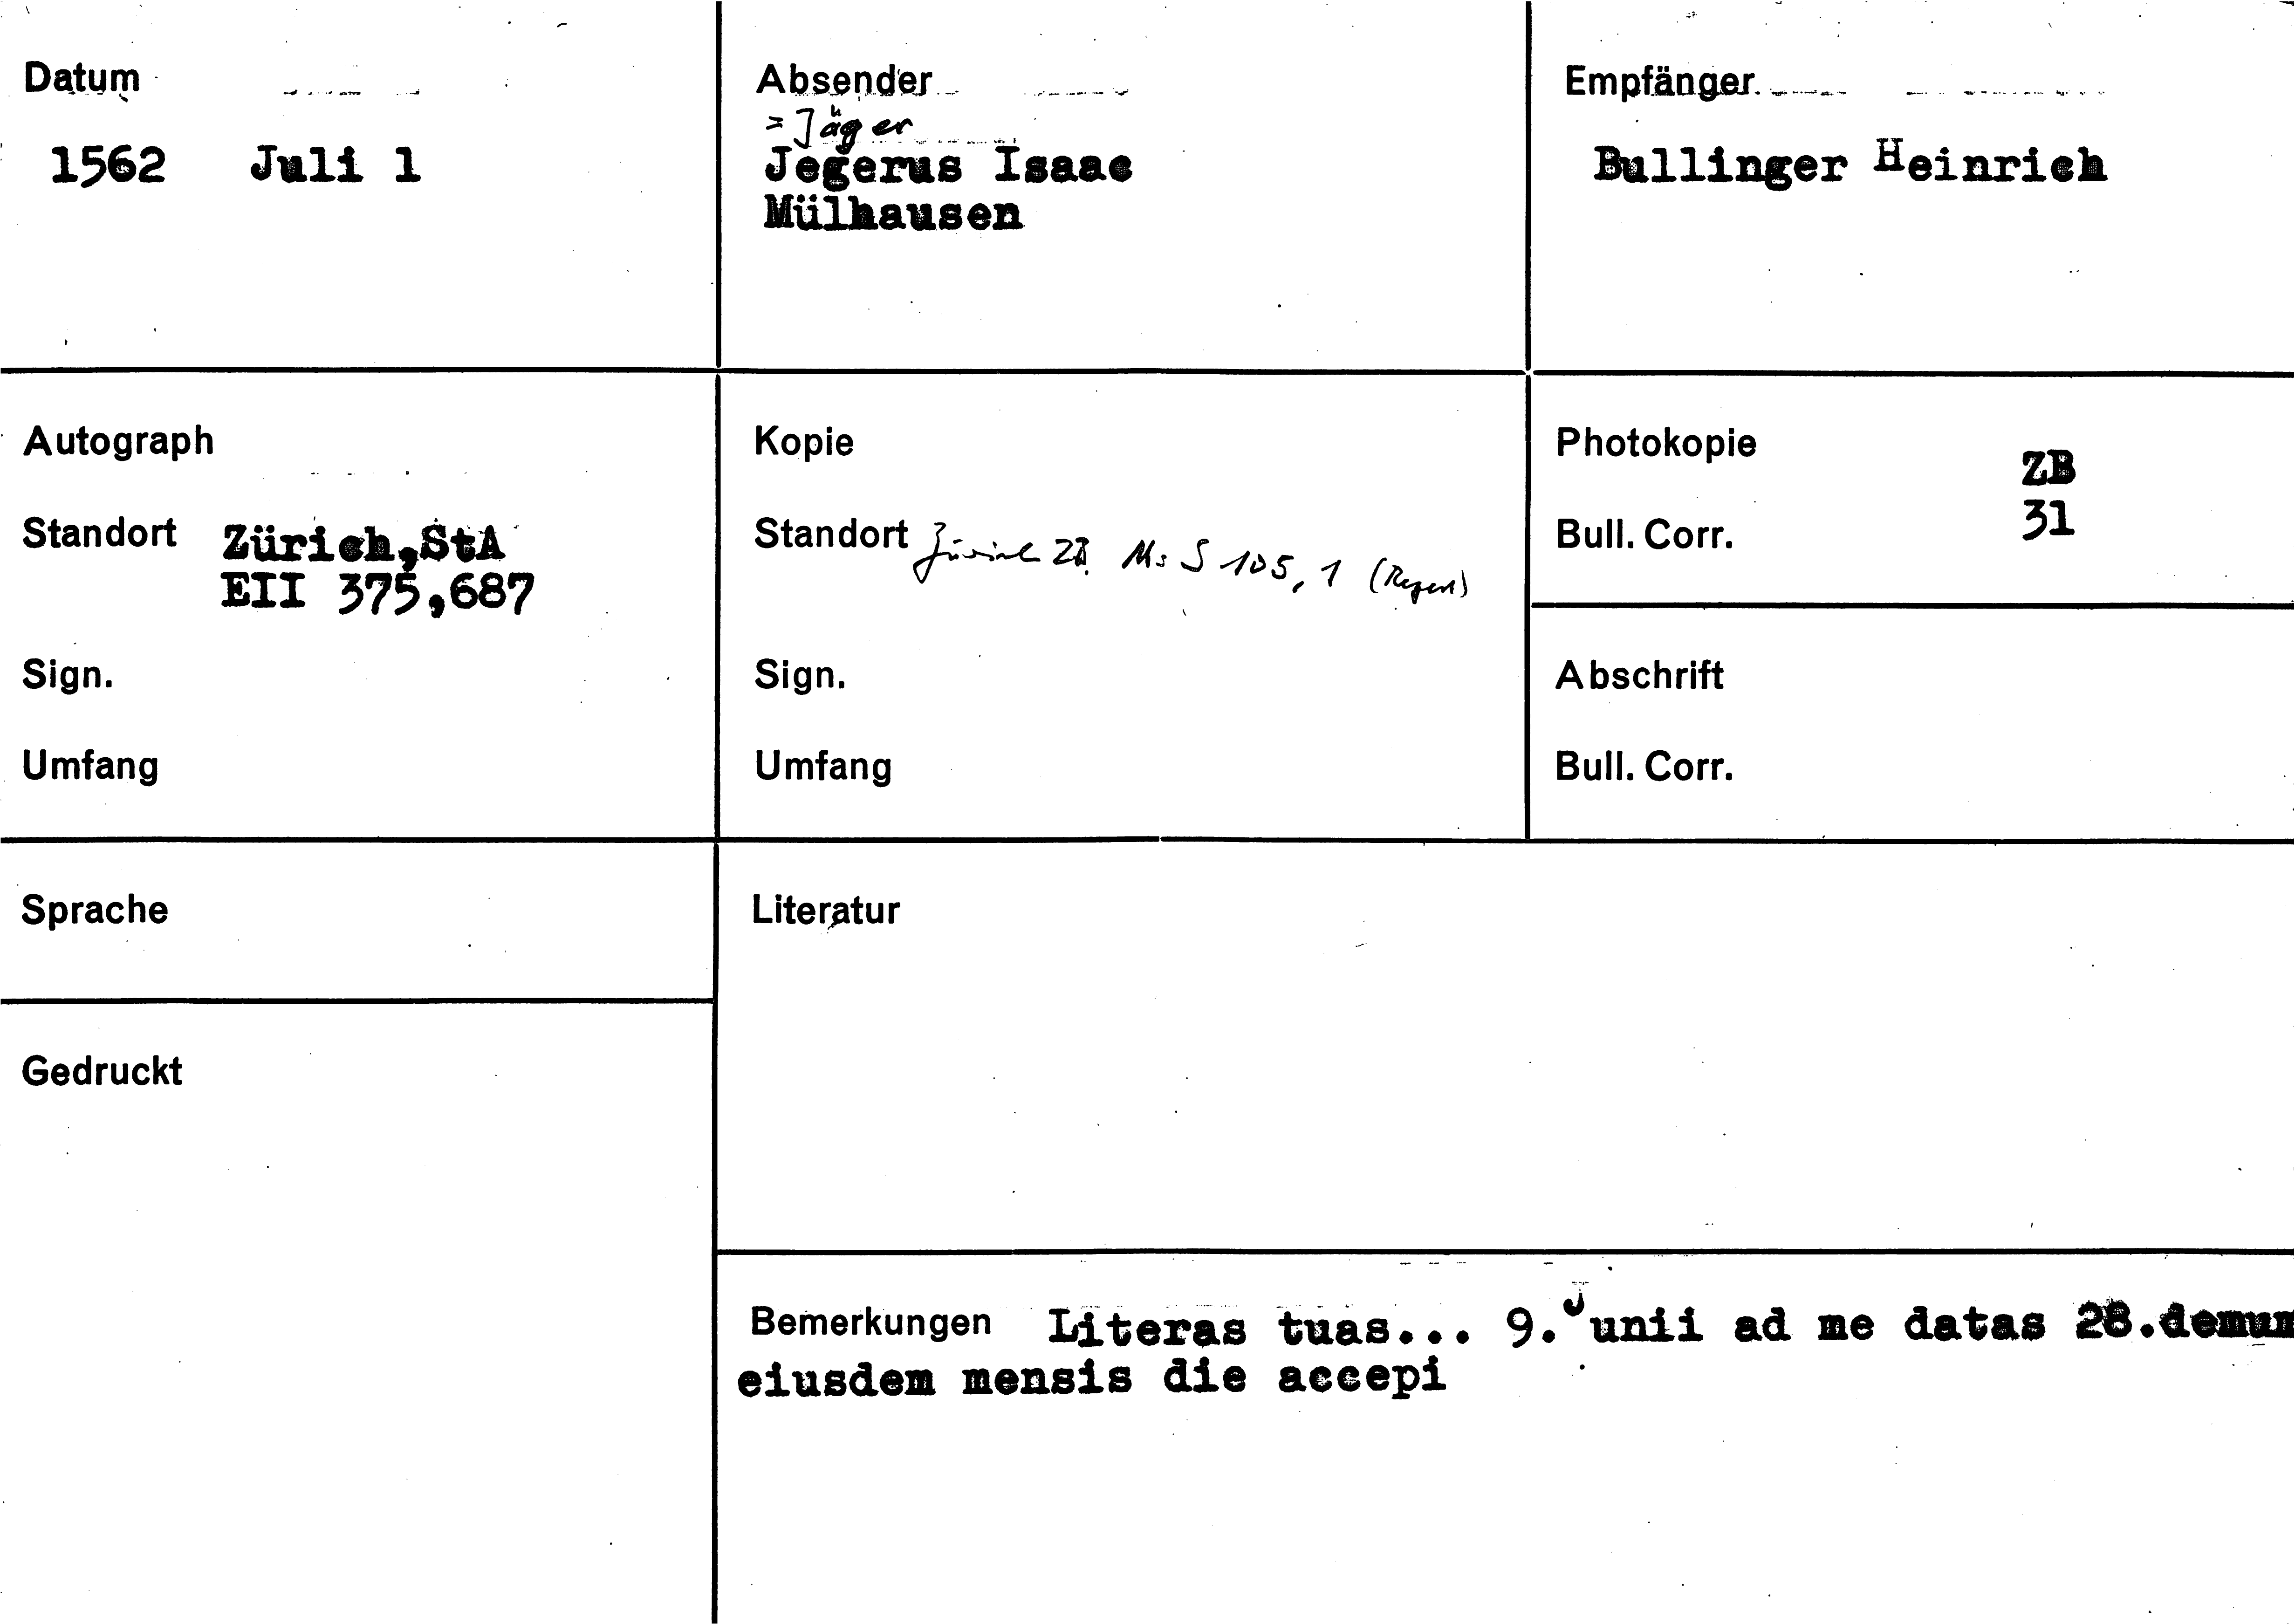 Datum
1562 Juli 1
Absender
= Jäger
Jegerus Isaac
Mülhausen
Empfänger
Bullinger Heinrich
Autograph
Standort Zürich,StA
EII 375,687
Sign.
Umfang
Kopie
Standort Zürich ZB Ms S 105, 1 (Regest)
Sign.
Umfang
Photokopie ZB
Bull. Corr. 31
Abschrift
Bull. Corr.
Sprache
Gedruckt
Literatur
Bemerkungen Literas tuas... 9.Junii ad me datas 28.demum
eiusdem mensis die accepi